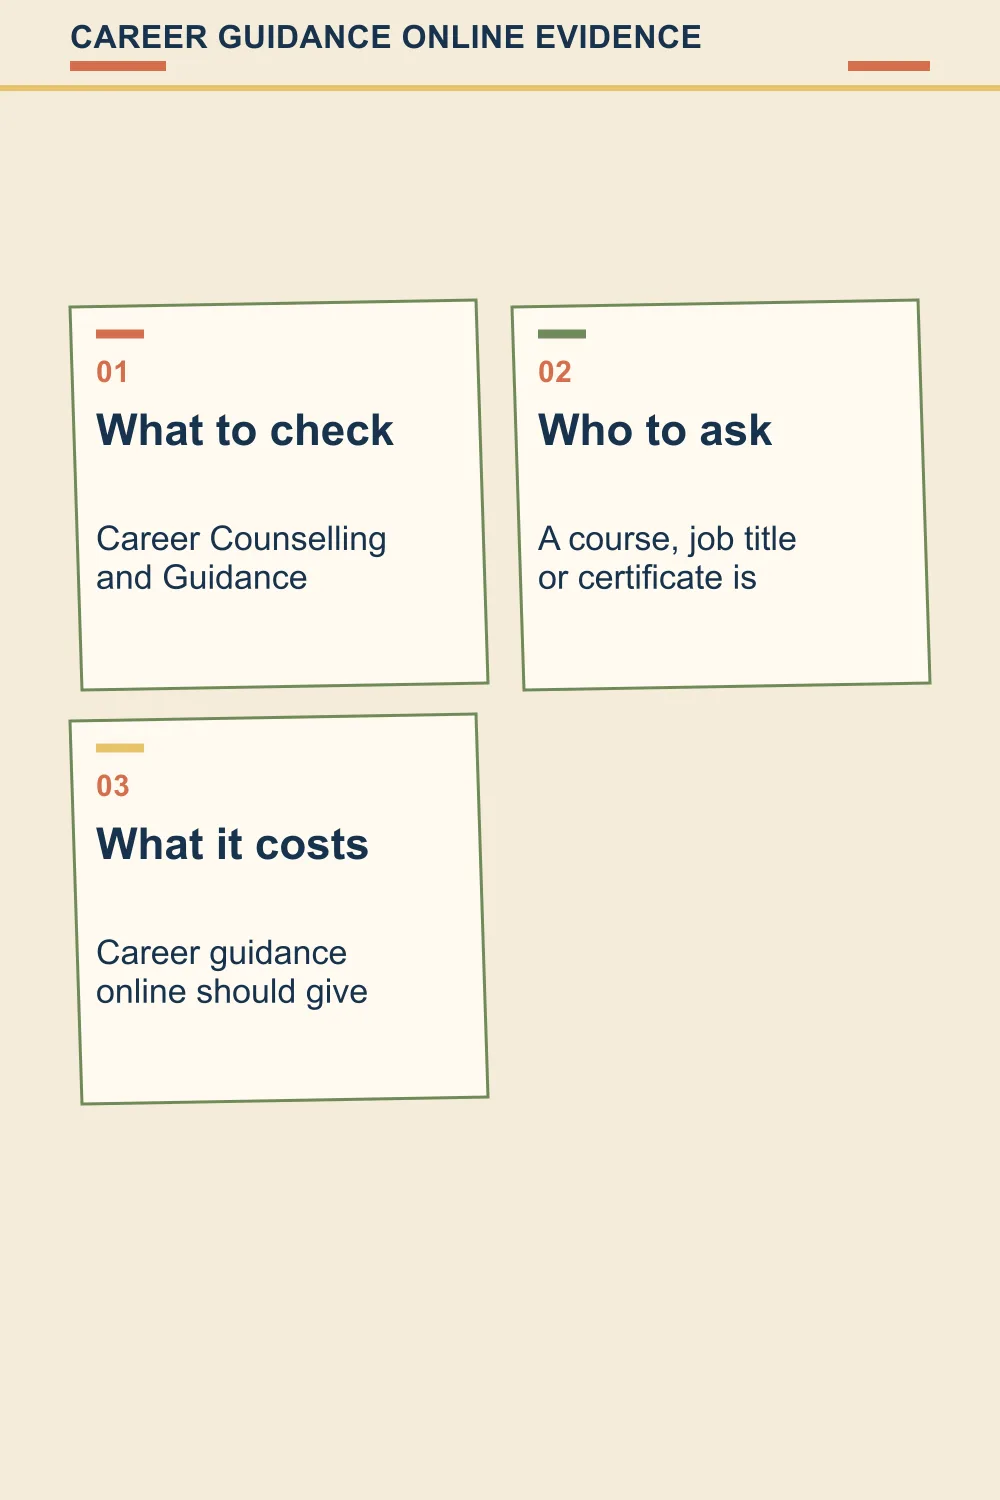 CAREER GUIDANCE ONLINE EVIDENCE
01
What to check
Career Counselling
and Guidance
02
Who to ask
A course, job title
or certificate is
03
What it costs
Career guidance
online should give